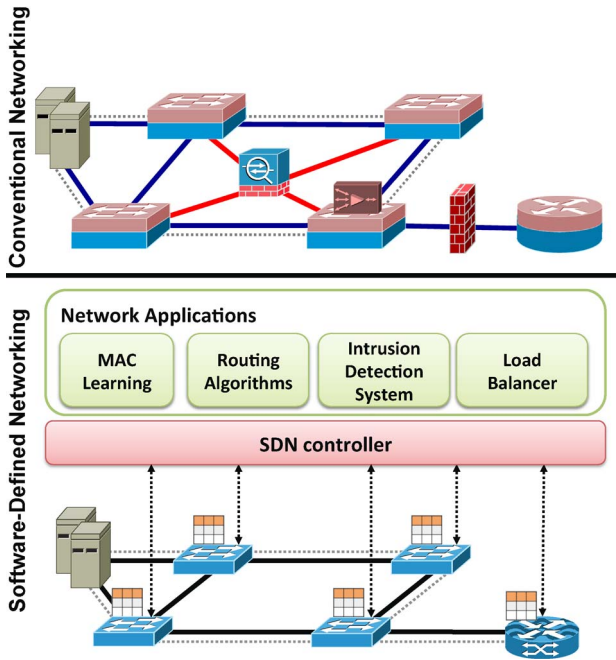 Conventional Networking
Software-Defined Networking
Network Applications
MAC
Learning
Routing
Algorithms
Intrusion
Detection
System
Load
Balancer
SDN controller